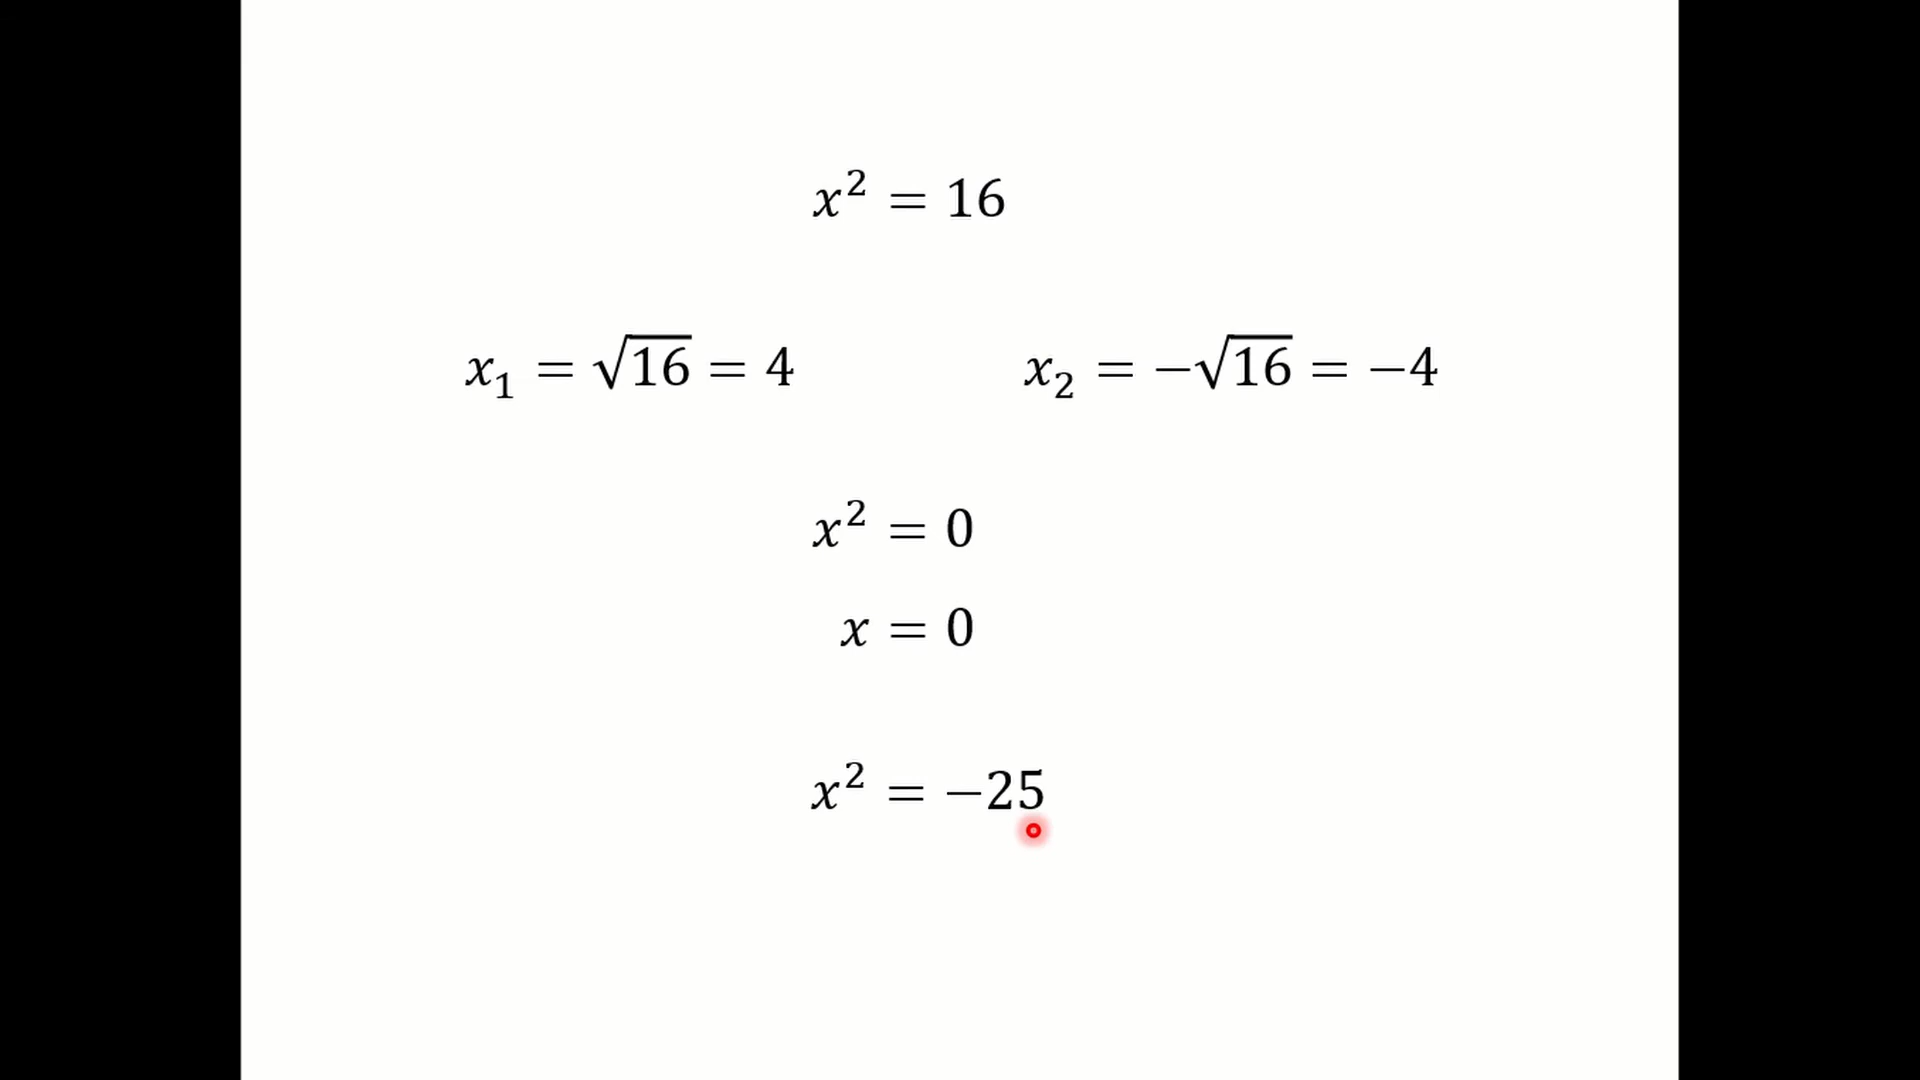 x² = 16
x₁ = √16 = 4
x₂ = −√16 = −4
x² = 0
x = 0
x² = −25